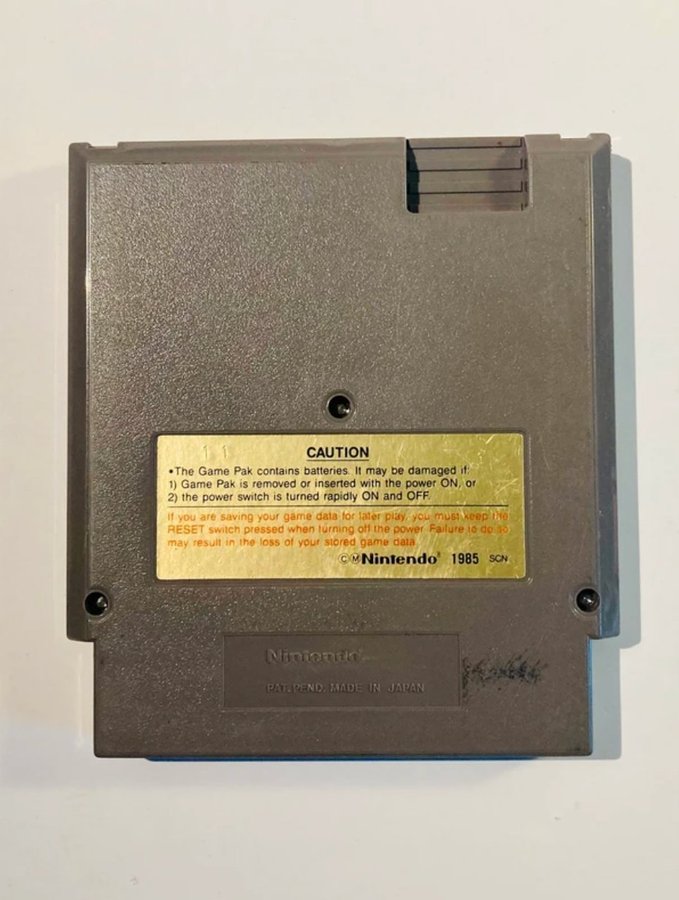 11
CAUTION
•The Game Pak contains batteries. It may be damaged if:
1) Game Pak is removed or inserted with the power ON, or
2) the power switch is turned rapidly ON and OFF.
If you are saving your game data for later play, you must keep the
RESET switch pressed when turning off the power. Failure to do so
may result in the loss of your stored game data.
©Ⓜ Nintendo® 1985 SCN
Nintendo
PAT. PEND. MADE IN JAPAN